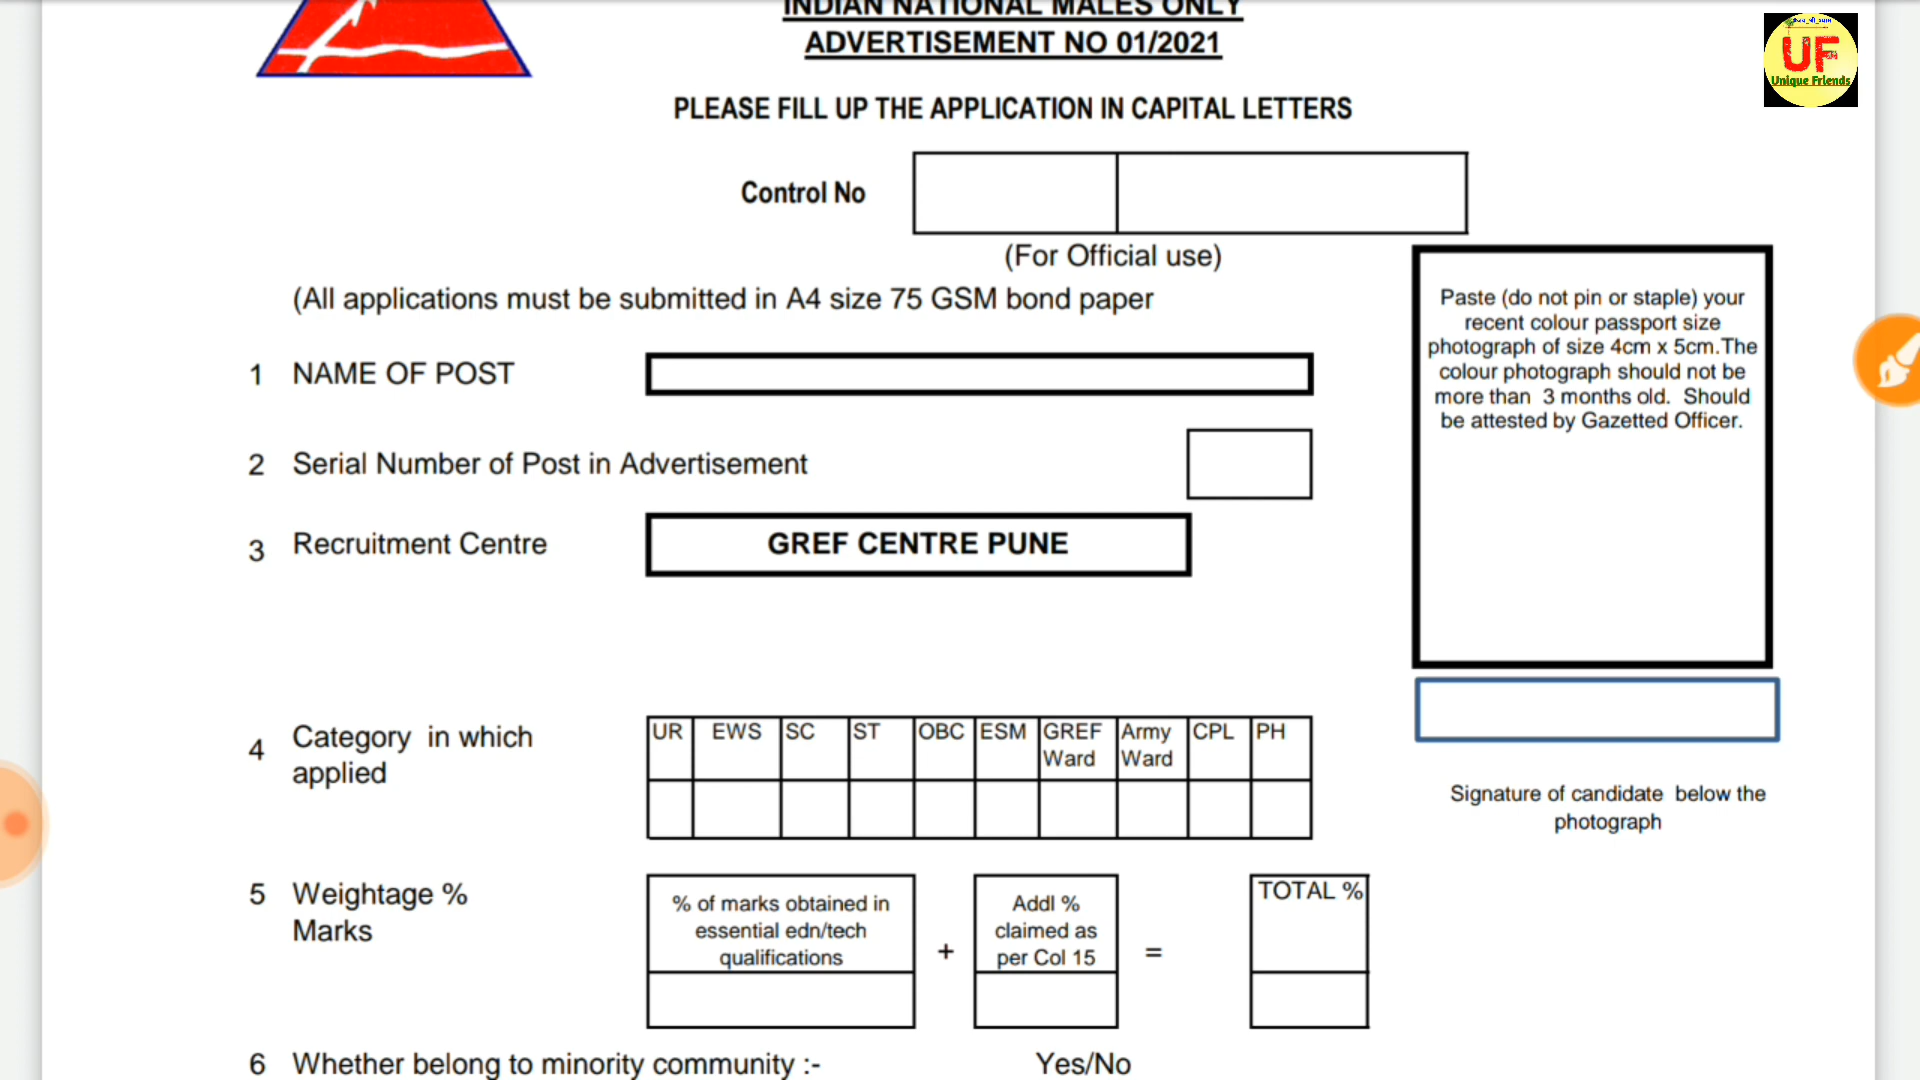 INDIAN NATIONAL MALES ONLY
ADVERTISEMENT NO 01/2021
UF
Unique Friends
PLEASE FILL UP THE APPLICATION IN CAPITAL LETTERS
Control No
(For Official use)
(All applications must be submitted in A4 size 75 GSM bond paper
Paste (do not pin or staple) your
recent colour passport size
photograph of size 4cm x 5cm.The
colour photograph should not be
more than 3 months old. Should
be attested by Gazetted Officer.
1 NAME OF POST
2 Serial Number of Post in Advertisement
3 Recruitment Centre GREF CENTRE PUNE
4 Category in which
applied
UR EWS SC ST OBC ESM GREF Ward Army Ward CPL PH
Signature of candidate below the
photograph
5 Weightage %
Marks
% of marks obtained in
essential edn/tech
qualifications
+
Addl %
claimed as
per Col 15
=
TOTAL %
6 Whether belong to minority community :- Yes/No